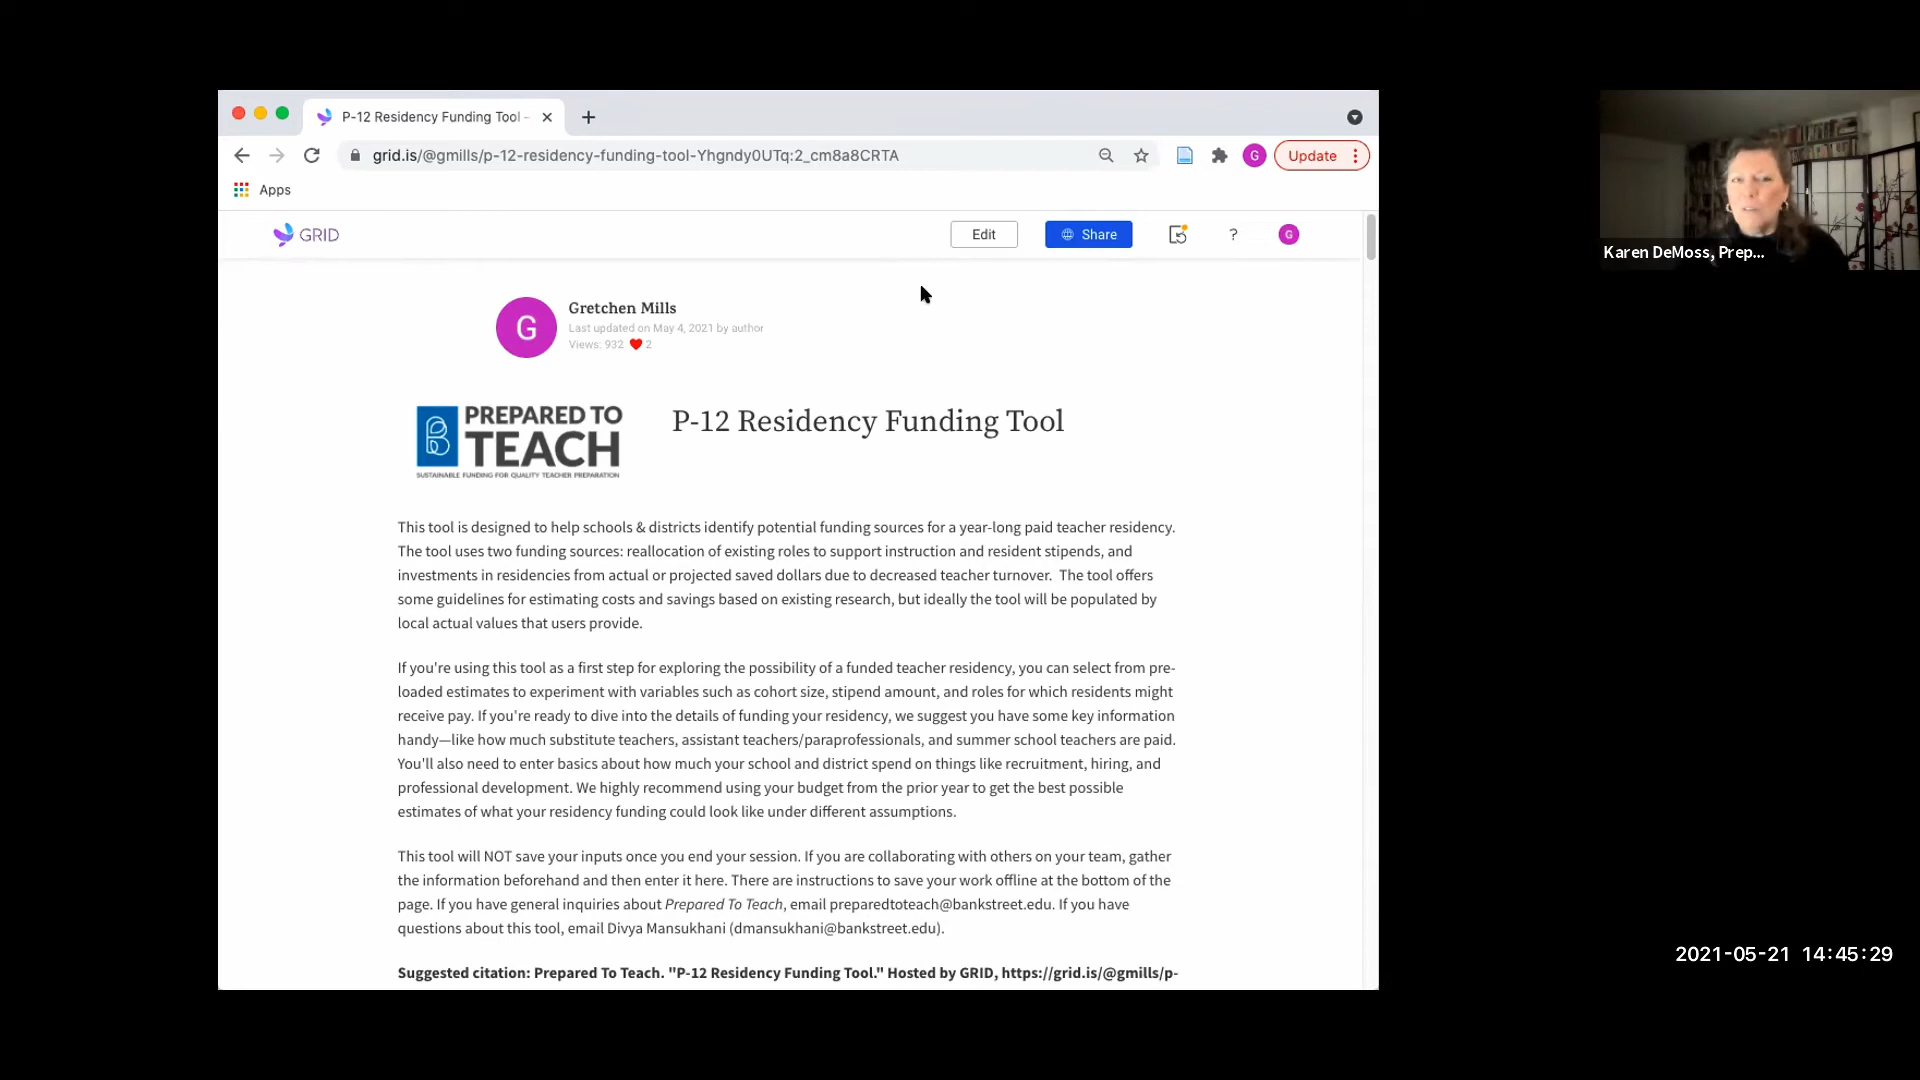 P-12 Residency Funding Tool -
grid.is/@gmills/p-12-residency-funding-tool-Yhgndy0UTq:2_cm8a8CRTA
G
Update
Apps
GRID
Edit
Share
?
G
Karen DeMoss, Prep...
G
Gretchen Mills
Last updated on May 4, 2021 by author
Views: 932 ❤ 2
PREPARED TO
TEACH
SUSTAINABLE FUNDING FOR QUALITY TEACHER PREPARATION
P-12 Residency Funding Tool
This tool is designed to help schools & districts identify potential funding sources for a year-long paid teacher residency.
The tool uses two funding sources: reallocation of existing roles to support instruction and resident stipends, and
investments in residencies from actual or projected saved dollars due to decreased teacher turnover. The tool offers
some guidelines for estimating costs and savings based on existing research, but ideally the tool will be populated by
local actual values that users provide.
If you're using this tool as a first step for exploring the possibility of a funded teacher residency, you can select from pre-
loaded estimates to experiment with variables such as cohort size, stipend amount, and roles for which residents might
receive pay. If you're ready to dive into the details of funding your residency, we suggest you have some key information
handy—like how much substitute teachers, assistant teachers/paraprofessionals, and summer school teachers are paid.
You'll also need to enter basics about how much your school and district spend on things like recruitment, hiring, and
professional development. We highly recommend using your budget from the prior year to get the best possible
estimates of what your residency funding could look like under different assumptions.
This tool will NOT save your inputs once you end your session. If you are collaborating with others on your team, gather
the information beforehand and then enter it here. There are instructions to save your work offline at the bottom of the
page. If you have general inquiries about Prepared To Teach, email preparedtoteach@bankstreet.edu. If you have
questions about this tool, email Divya Mansukhani (dmansukhani@bankstreet.edu).
Suggested citation: Prepared To Teach. "P-12 Residency Funding Tool." Hosted by GRID, https://grid.is/@gmills/p-
2021-05-21 14:45:29